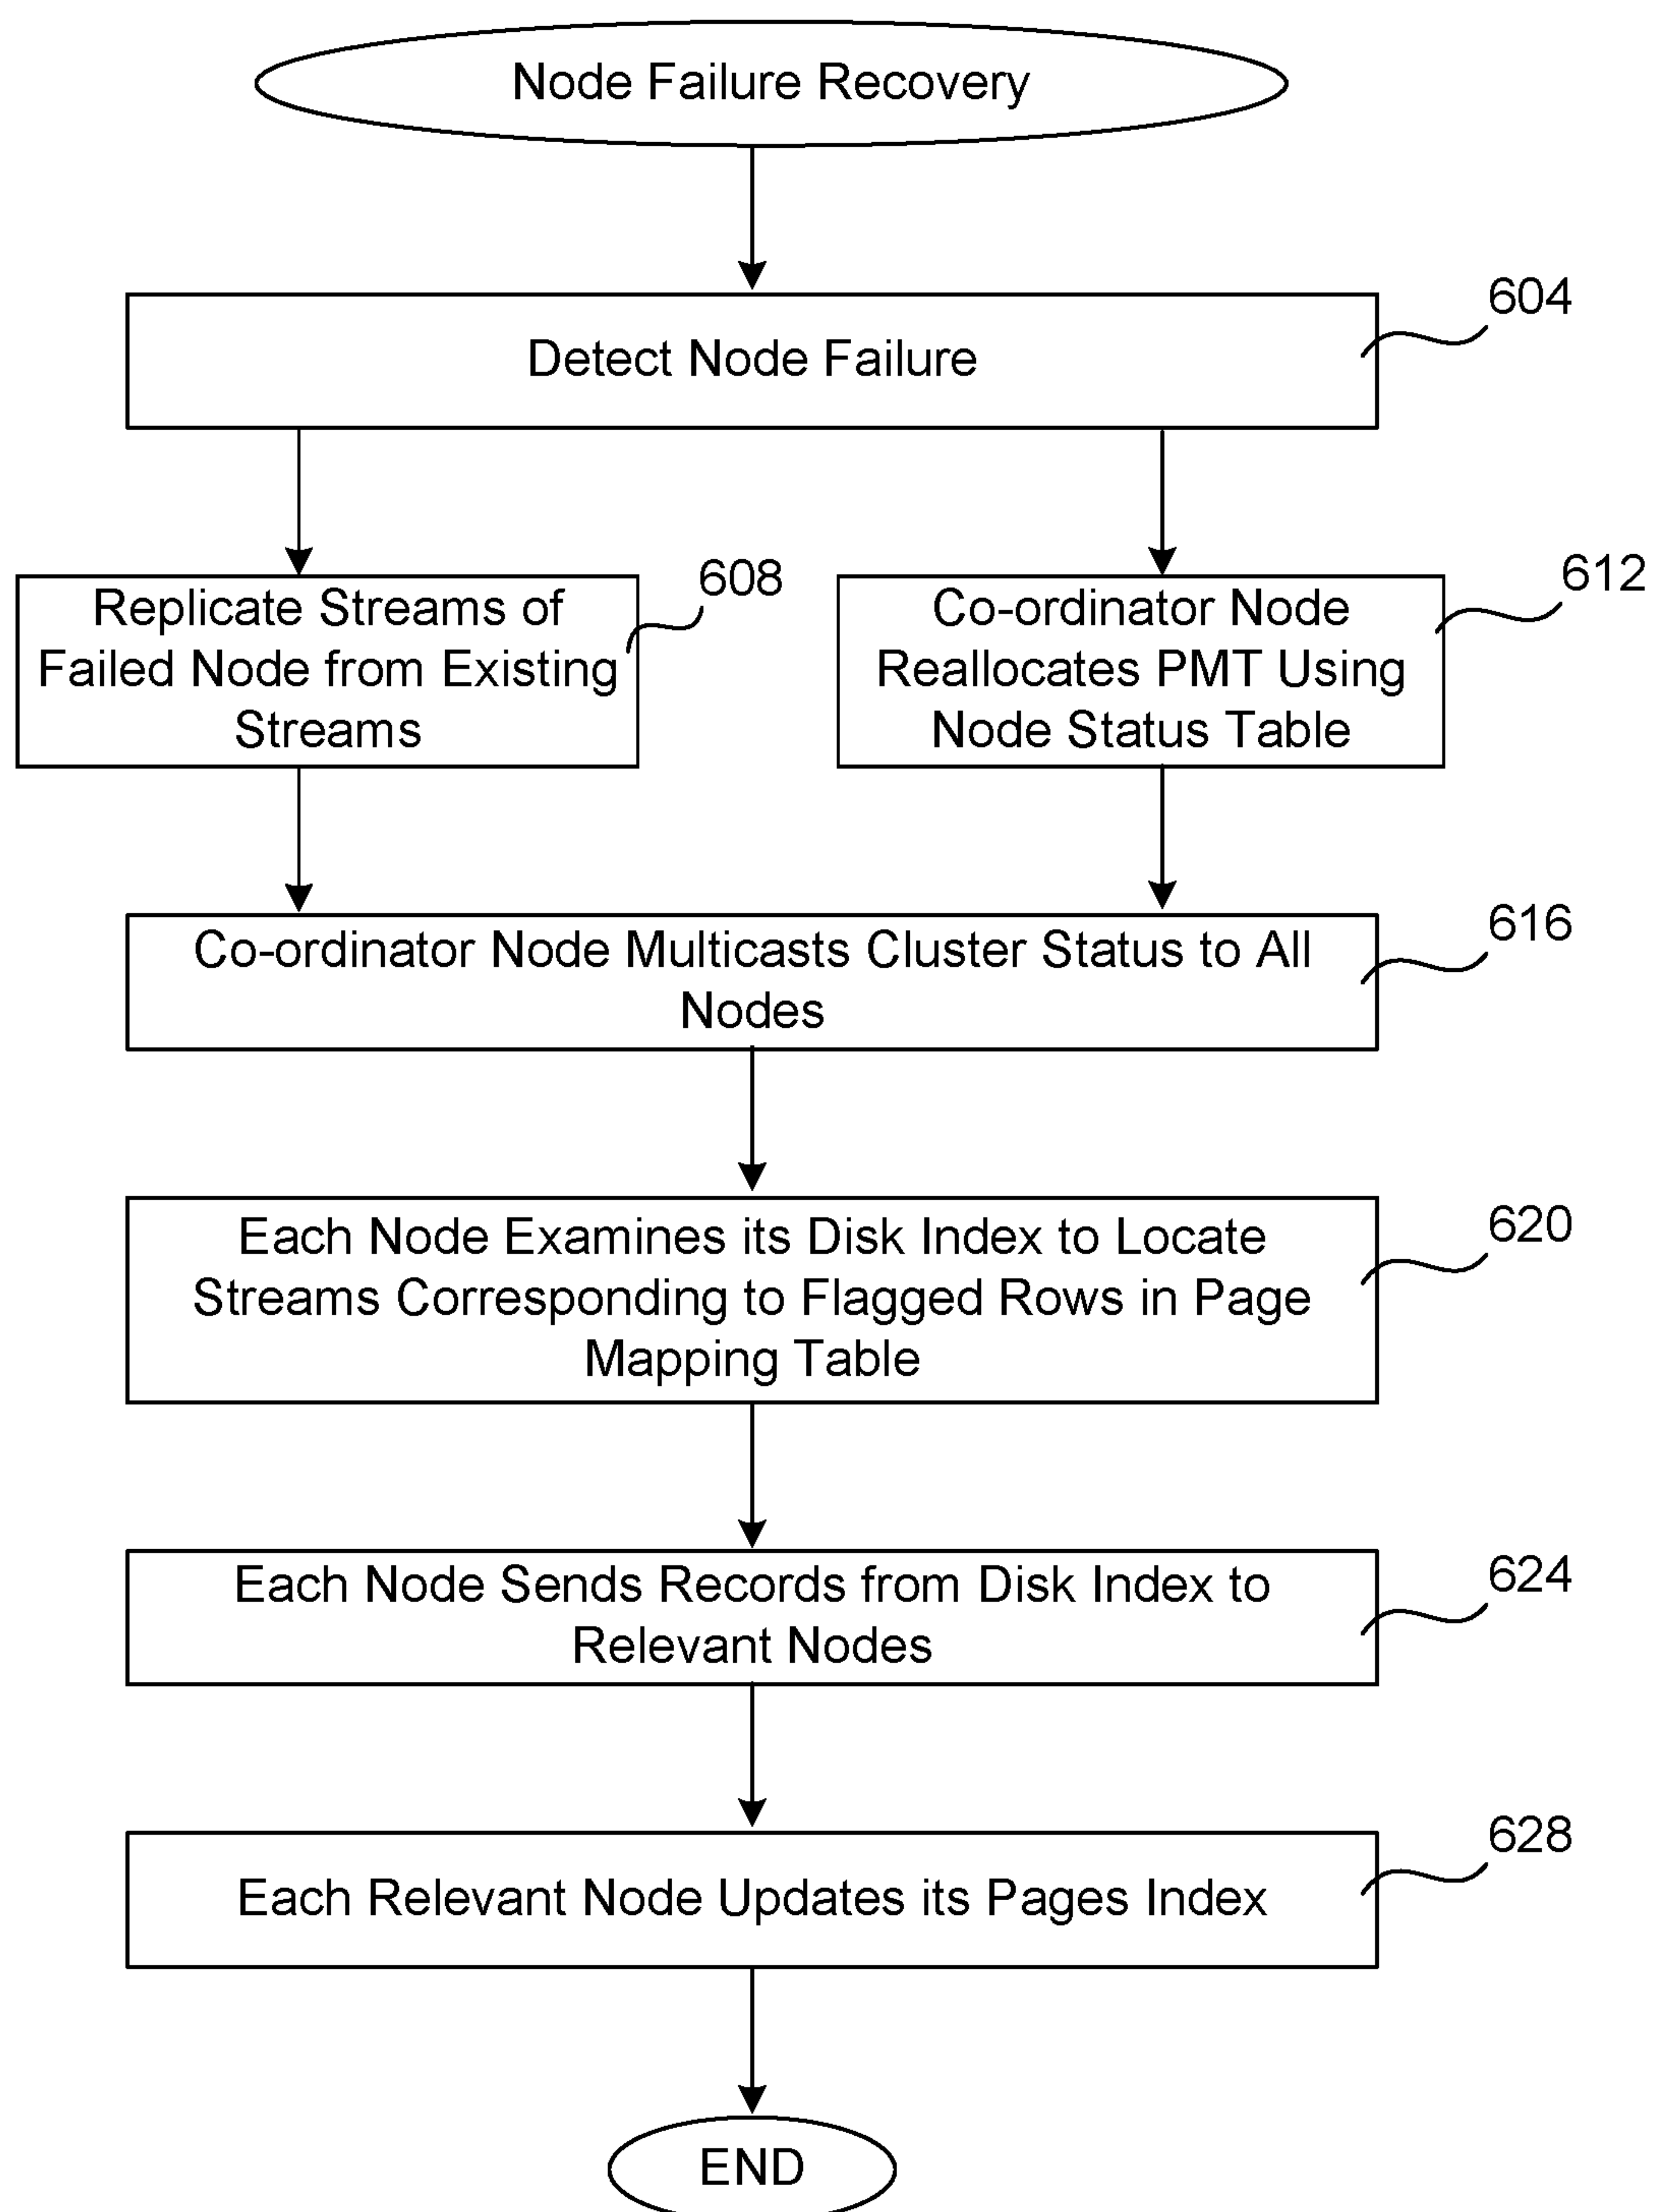 Node Failure Recovery
604
Detect Node Failure
608
Replicate Streams of
Failed Node from Existing
Streams
612
Co-ordinator Node
Reallocates PMT Using
Node Status Table
616
Co-ordinator Node Multicasts Cluster Status to All
Nodes
620
Each Node Examines its Disk Index to Locate
Streams Corresponding to Flagged Rows in Page
Mapping Table
624
Each Node Sends Records from Disk Index to
Relevant Nodes
628
Each Relevant Node Updates its Pages Index
END